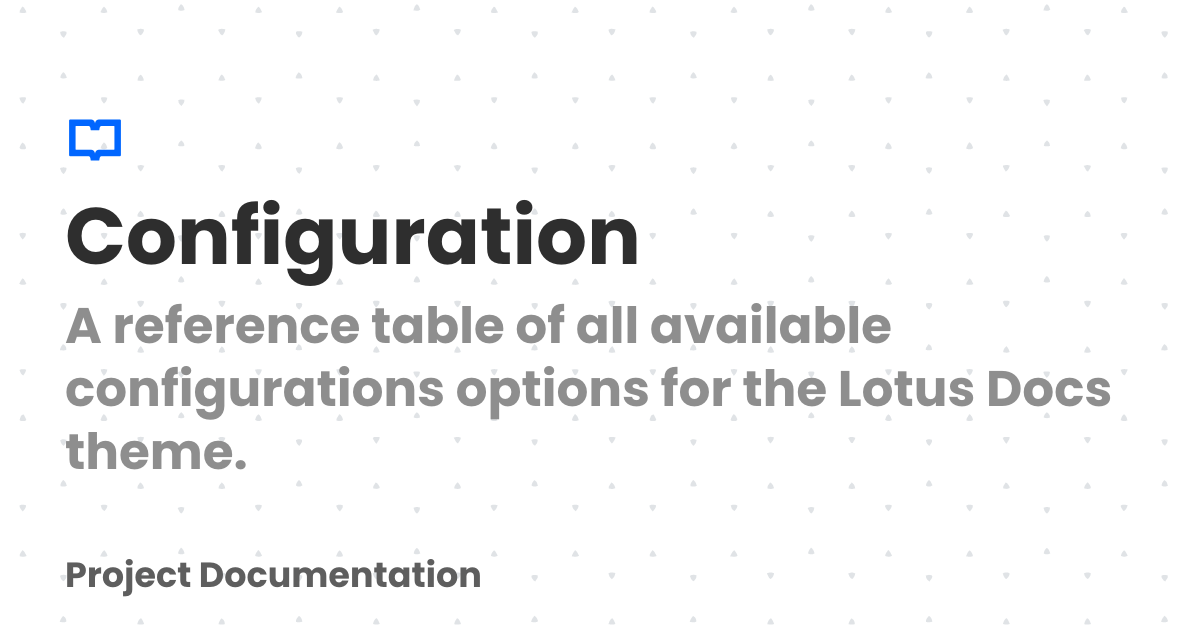 Configuration
A reference table of all available
configurations options for the Lotus Docs
theme.
Project Documentation